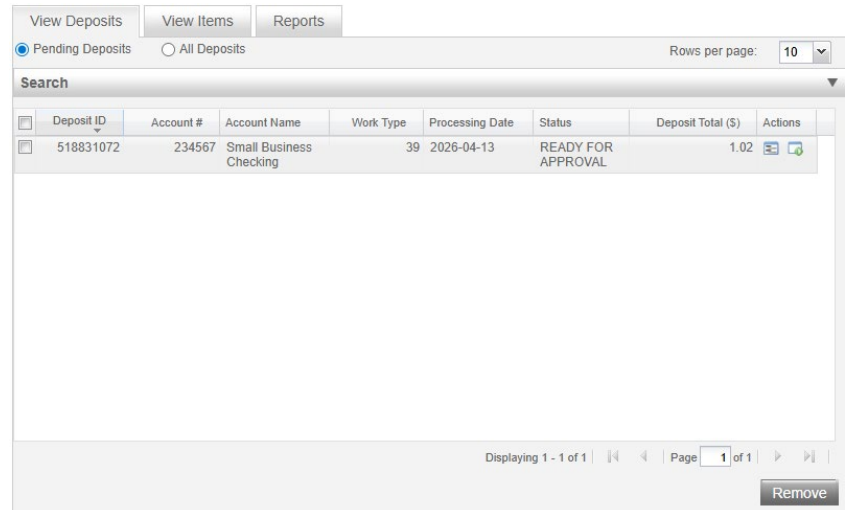 View Deposits View Items Reports
Pending Deposits All Deposits Rows per page: 10
Search
Deposit ID Account # Account Name Work Type Processing Date Status Deposit Total ($) Actions
518831072 234567 Small Business 39 2026-04-13 READY FOR 1.02
Checking APPROVAL
Displaying 1 - 1 of 1 Page 1 of 1
Remove